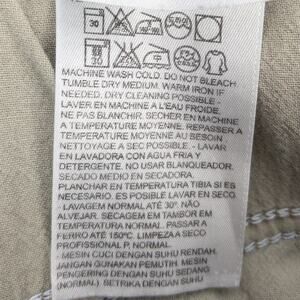 30
30
MACHINE WASH COLD. DO NOT BLEACH
TUMBLE DRY MEDIUM. WARM IRON IF
NEEDED. DRY CLEANING POSSIBLE -
LAVER EN MACHINE A L'EAU FROIDE.
NE PAS BLANCHIR. SECHER EN MACHINE
A TEMPERATURE MOYENNE. REPASSER A
TEMPERATURE MOYENNE AU BESOIN
NETTOYAGE A SEC POSSIBLE. - LAVAR
EN LAVADORA CON AGUA FRIA Y
DETERGENTE. NO USAR BLANQUEADOR.
SECADO MEDIO EN SECADORA.
PLANCHAR EN TEMPERATURA TIBIA SI ES
NECESARIO. ES POSIBLE LAVAR EN SECO.
- LAVAGEM NORMAL ATÉ 30°. NÃO
ALVEJAR. SECAGEM EM TAMBOR EM
TEMPERATURA NORMAL. PASSAR A
FERRO ATÉ 150°C. LIMPEZA A SECO
PROFISSIONAL P, NORMAL.
- MESIN CUCI DENGAN SUHU RENDAH.
JANGAN GUNAKAN PEMUTIH. MESIN
PENGERING DENGAN SUHU SEDANG
(NORMAL). SETRIKA DENGAN SUHU